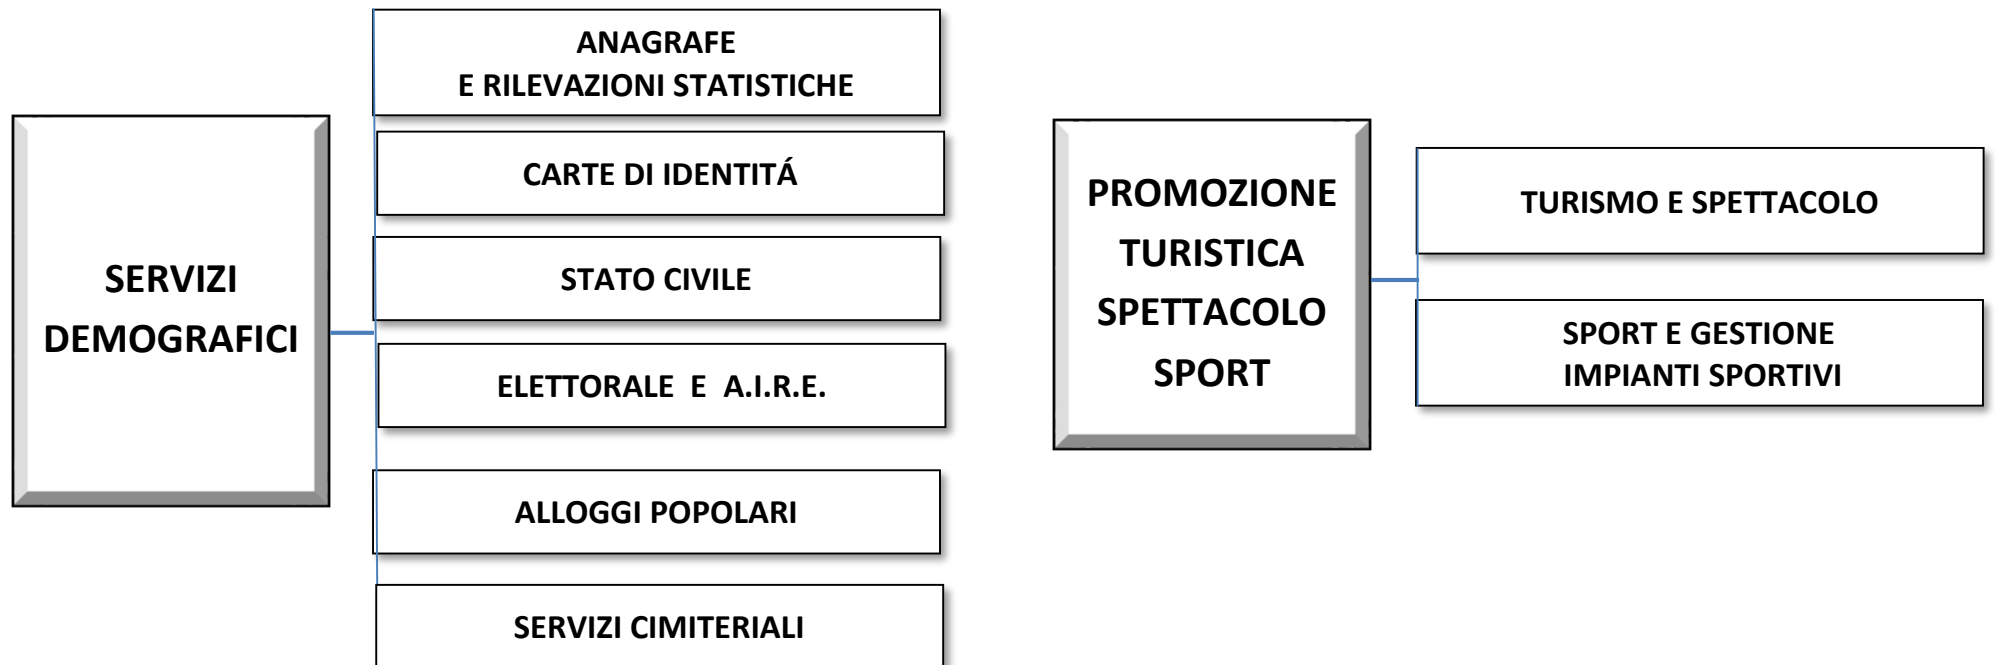 SERVIZI
DEMOGRAFICI
ANAGRAFE
E RILEVAZIONI STATISTICHE
CARTE DI IDENTITÁ
STATO CIVILE
ELETTORALE E A.I.R.E.
ALLOGGI POPOLARI
SERVIZI CIMITERIALI
PROMOZIONE
TURISTICA
SPETTACOLO
SPORT
TURISMO E SPETTACOLO
SPORT E GESTIONE
IMPIANTI SPORTIVI